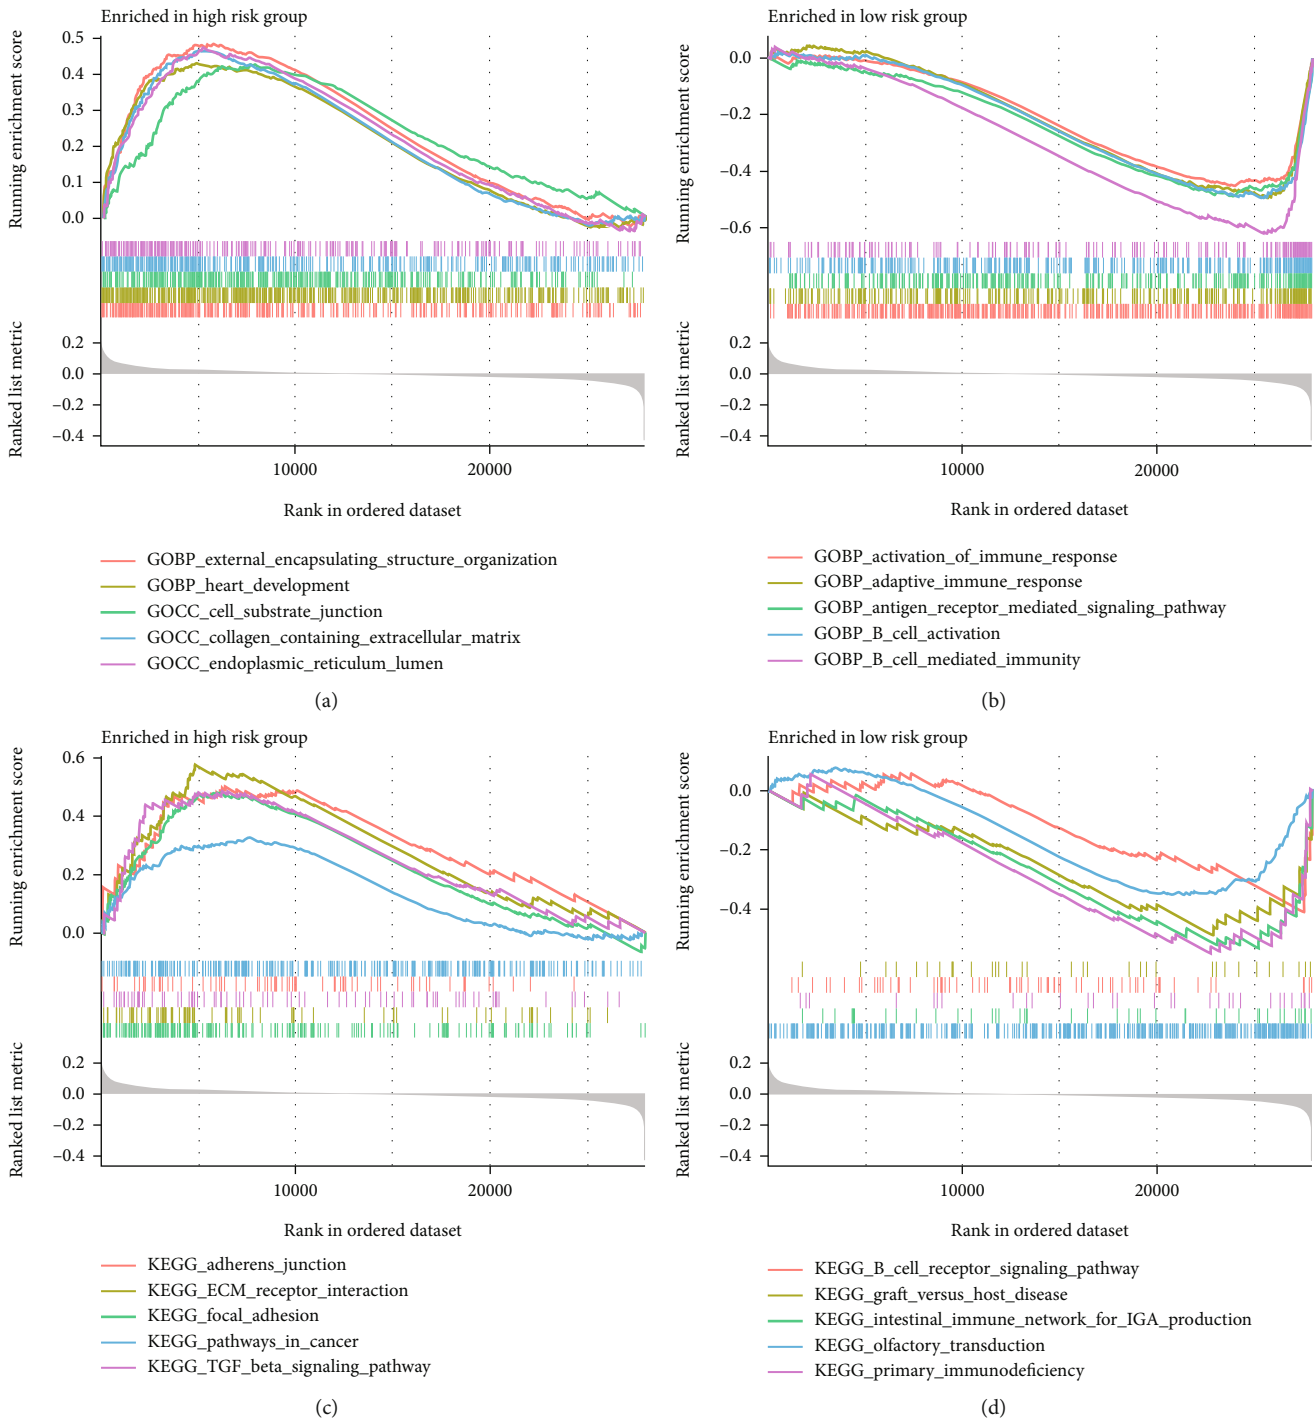 Enriched in high risk group
Running enrichment score
0.5
0.4
0.3
0.2
0.1
0.0
Ranked list metric
0.2
0.0
−0.2
−0.4
10000
20000
Rank in ordered dataset
GOBP_external_encapsulating_structure_organization
GOBP_heart_development
GOCC_cell_substrate_junction
GOCC_collagen_containing_extracellular_matrix
GOCC_endoplasmic_reticulum_lumen
(a)
Enriched in low risk group
Running enrichment score
0.0
−0.2
−0.4
−0.6
Ranked list metric
0.2
0.0
−0.2
−0.4
10000
20000
Rank in ordered dataset
GOBP_activation_of_immune_response
GOBP_adaptive_immune_response
GOBP_antigen_receptor_mediated_signaling_pathway
GOBP_B_cell_activation
GOBP_B_cell_mediated_immunity
(b)
Enriched in high risk group
Running enrichment score
0.6
0.4
0.2
0.0
Ranked list metric
0.2
0.0
−0.2
−0.4
10000
20000
Rank in ordered dataset
KEGG_adherens_junction
KEGG_ECM_receptor_interaction
KEGG_focal_adhesion
KEGG_pathways_in_cancer
KEGG_TGF_beta_signaling_pathway
(c)
Enriched in low risk group
Running enrichment score
0.0
−0.2
−0.4
Ranked list metric
0.2
0.0
−0.2
−0.4
10000
20000
Rank in ordered dataset
KEGG_B_cell_receptor_signaling_pathway
KEGG_graft_versus_host_disease
KEGG_intestinal_immune_network_for_IGA_production
KEGG_olfactory_transduction
KEGG_primary_immunodeficiency
(d)